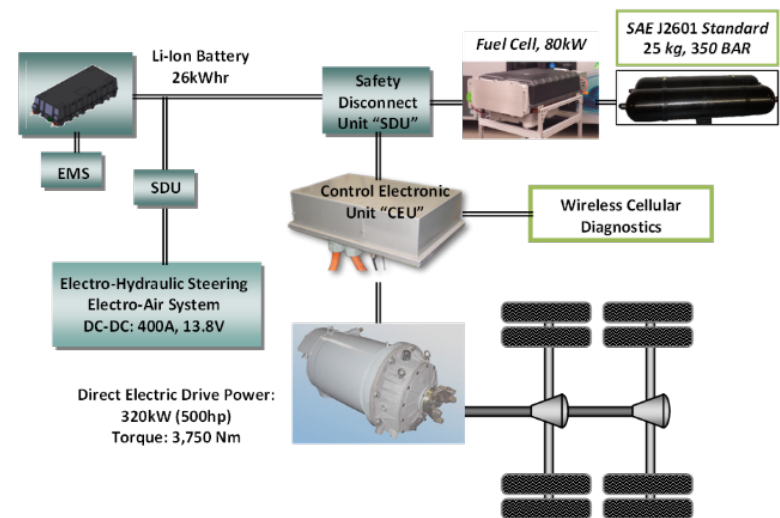 Li-Ion Battery
26kWhr
Fuel Cell, 80kW
SAE J2601 Standard
25 kg, 350 BAR
Safety
Disconnect
Unit “SDU”
EMS
SDU
Control Electronic
Unit “CEU”
Wireless Cellular
Diagnostics
Electro-Hydraulic Steering
Electro-Air System
DC-DC: 400A, 13.8V
Direct Electric Drive Power:
320kW (500hp)
Torque: 3,750 Nm